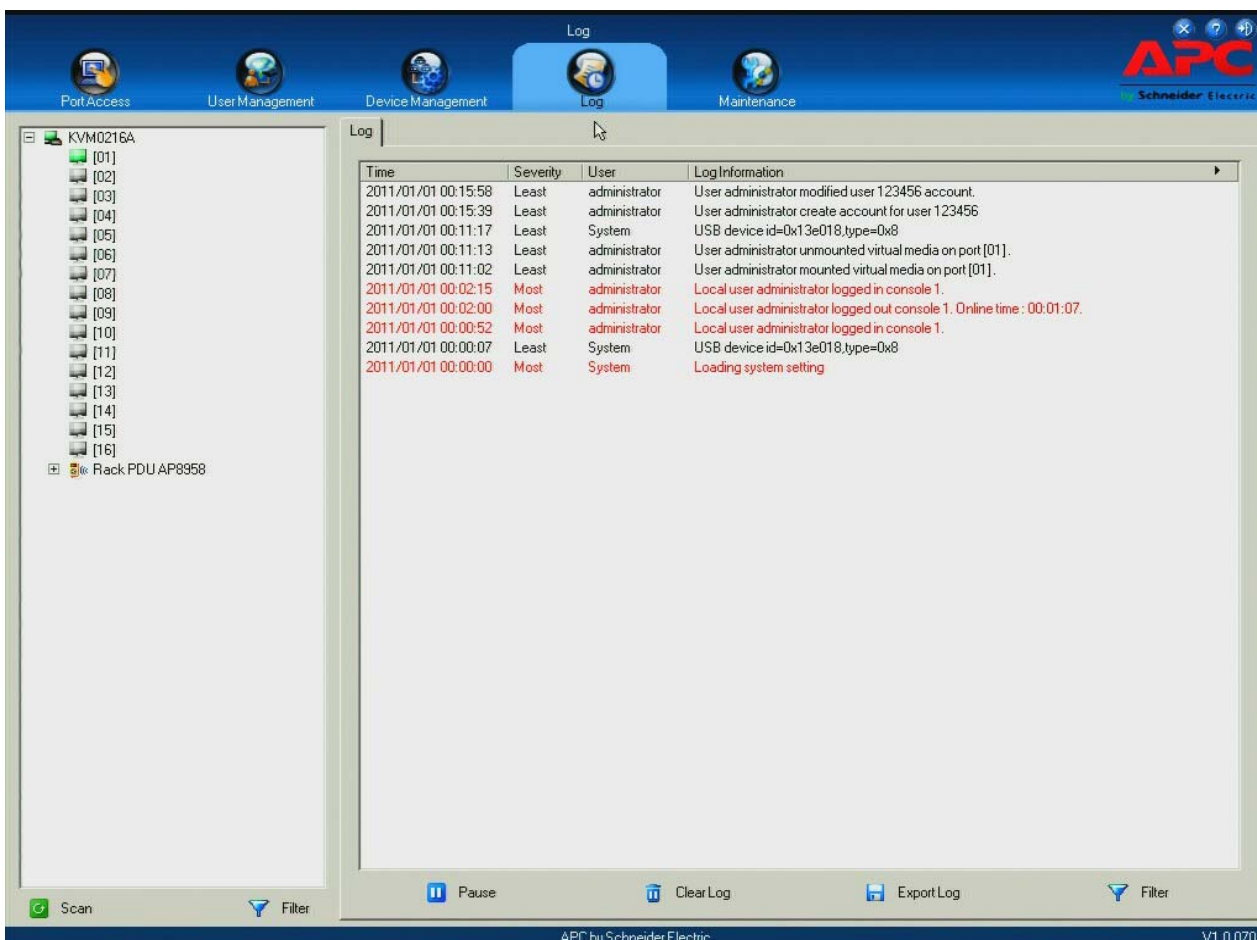 Log
APC
by Schneider Electric
Port Access
User Management
Device Management
Log
Maintenance
KVM0216A
[01]
[02]
[03]
[04]
[05]
[06]
[07]
[08]
[09]
[10]
[11]
[12]
[13]
[14]
[15]
[16]
Rack PDU AP8958
Scan
Filter
Log
Time Severity User Log Information
2011/01/01 00:15:58 Least administrator User administrator modified user 123456 account.
2011/01/01 00:15:39 Least administrator User administrator create account for user 123456
2011/01/01 00:11:17 Least System USB device id=0x13e018,type=0x8
2011/01/01 00:11:13 Least administrator User administrator unmounted virtual media on port [01].
2011/01/01 00:11:02 Least administrator User administrator mounted virtual media on port [01].
2011/01/01 00:02:15 Most administrator Local user administrator logged in console 1.
2011/01/01 00:02:00 Most administrator Local user administrator logged out console 1. Online time : 00:01:07.
2011/01/01 00:00:52 Most administrator Local user administrator logged in console 1.
2011/01/01 00:00:07 Least System USB device id=0x13e018,type=0x8
2011/01/01 00:00:00 Most System Loading system setting
Pause
Clear Log
Export Log
Filter
APC by Schneider Electric
V1.0.070